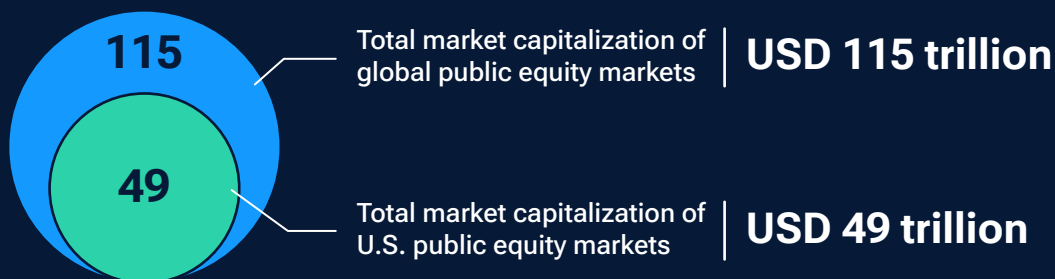 115
Total market capitalization of
global public equity markets
USD 115 trillion
49
Total market capitalization of
U.S. public equity markets
USD 49 trillion